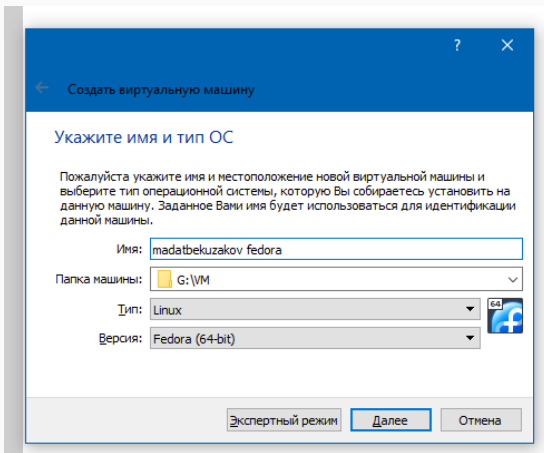 ?
Создать виртуальную машину
Укажите имя и тип ОС
Пожалуйста укажите имя и местоположение новой виртуальной машины и
выберите тип операционной системы, которую Вы собираетесь установить на
данную машину. Заданное Вами имя будет использоваться для идентификации
данной машины.
Имя: madatbekuzakov fedora
Папка машины: G:\VM
Тип: Linux
64
Версия: Fedora (64-bit)
Экспертный режим Далее Отмена